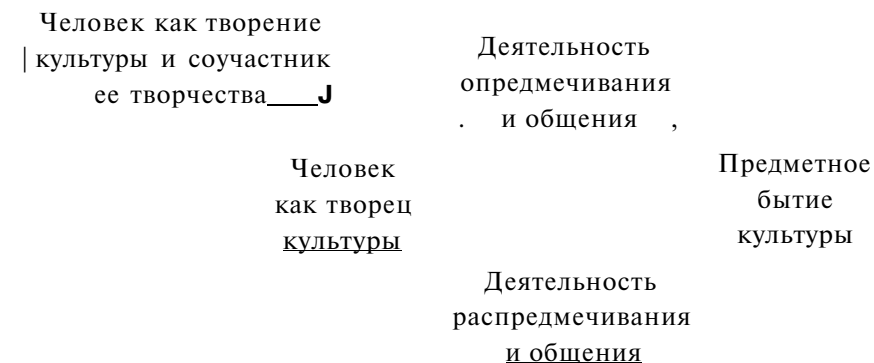 Человек как творение
| культуры и соучастник
ее творчества___J
Деятельность
опредмечивания
. и общения ,
Человек
как творец
культуры
Предметное
бытие
культуры
Деятельность
распредмечивания
и общения